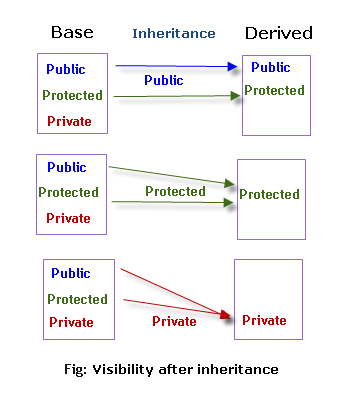 Base Inheritance Derived
Public
Protected
Private
Public
Public
Protected
Public
Protected
Private
Protected
Protected
Public
Protected
Private
Private
Private
Fig: Visibility after inheritance